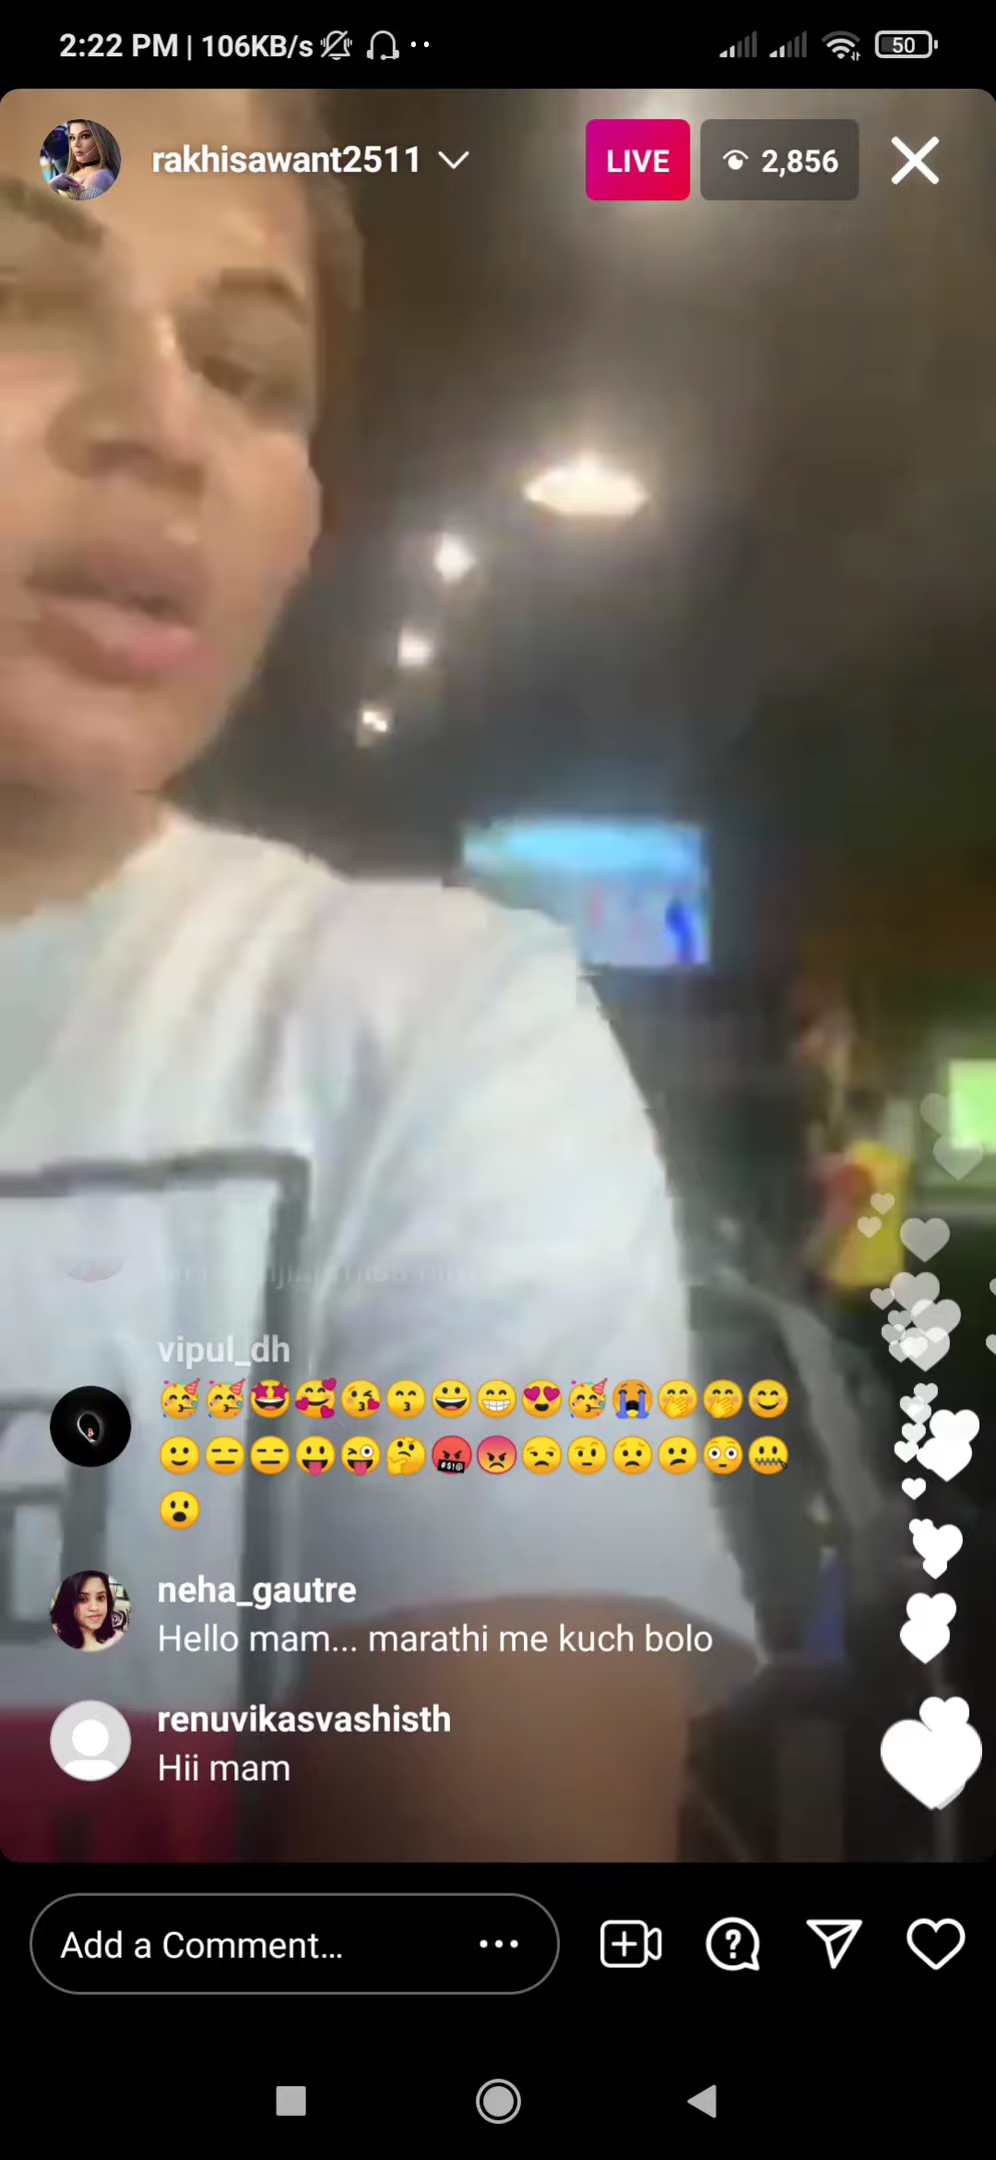 2:22 PM | 106KB/s
50
rakhisawant2511
LIVE
2,856
vipul_dh
🥳🥳🤩🥰😘😙😀😁😍🥳😭🤭🤭😊
🙂😑😑😛😜🤔🤬😡😒🤨😟😕😳🤐
😮
neha_gautre
Hello mam... marathi me kuch bolo
renuvikasvashisth
Hii mam
Add a Comment...